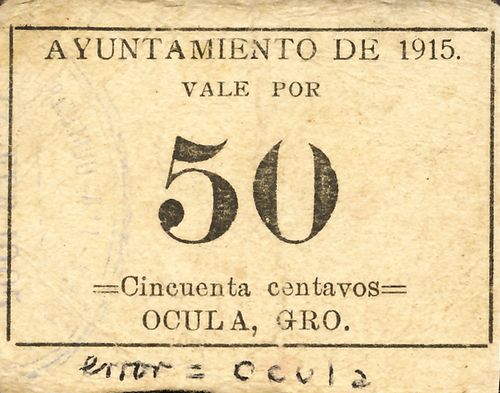 AYUNTAMIENTO DE 1915.
VALE POR
50
=Cincuenta centavos=
OCULA, GRO.
error = ocula